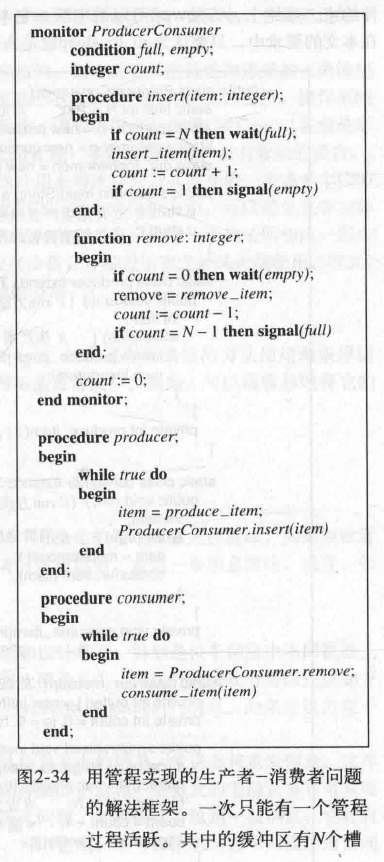 monitor ProducerConsumer
condition full, empty;
integer count;
procedure insert(item: integer);
begin
if count = N then wait(full);
insert_item(item);
count := count + 1;
if count = 1 then signal(empty)
end;
function remove: integer;
begin
if count = 0 then wait(empty);
remove = remove_item;
count := count – 1;
if count = N – 1 then signal(full)
end;
count := 0;
end monitor;
procedure producer;
begin
while true do
begin
item = produce_item;
ProducerConsumer.insert(item)
end
end;
procedure consumer;
begin
while true do
begin
item = ProducerConsumer.remove;
consume_item(item)
end
end;
图2-34 用管程实现的生产者–消费者问题
的解法框架。一次只能有一个管程
过程活跃。其中的缓冲区有N个槽